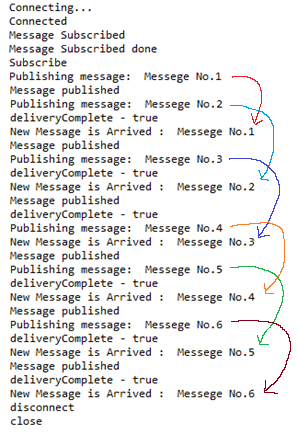 Connecting...
Connected
Message Subscribed
Message Subscribed done
Subscribe
Publishing message:  Messege No.1
Message published
Publishing message:  Messege No.2
deliveryComplete - true
New Message is Arrived :  Messege No.1
Message published
Publishing message:  Messege No.3
deliveryComplete - true
New Message is Arrived :  Messege No.2
Message published
deliveryComplete - true
Publishing message:  Messege No.4
New Message is Arrived :  Messege No.3
Message published
Publishing message:  Messege No.5
deliveryComplete - true
New Message is Arrived :  Messege No.4
Message published
Publishing message:  Messege No.6
deliveryComplete - true
New Message is Arrived :  Messege No.5
Message published
deliveryComplete - true
New Message is Arrived :  Messege No.6
disconnect
close